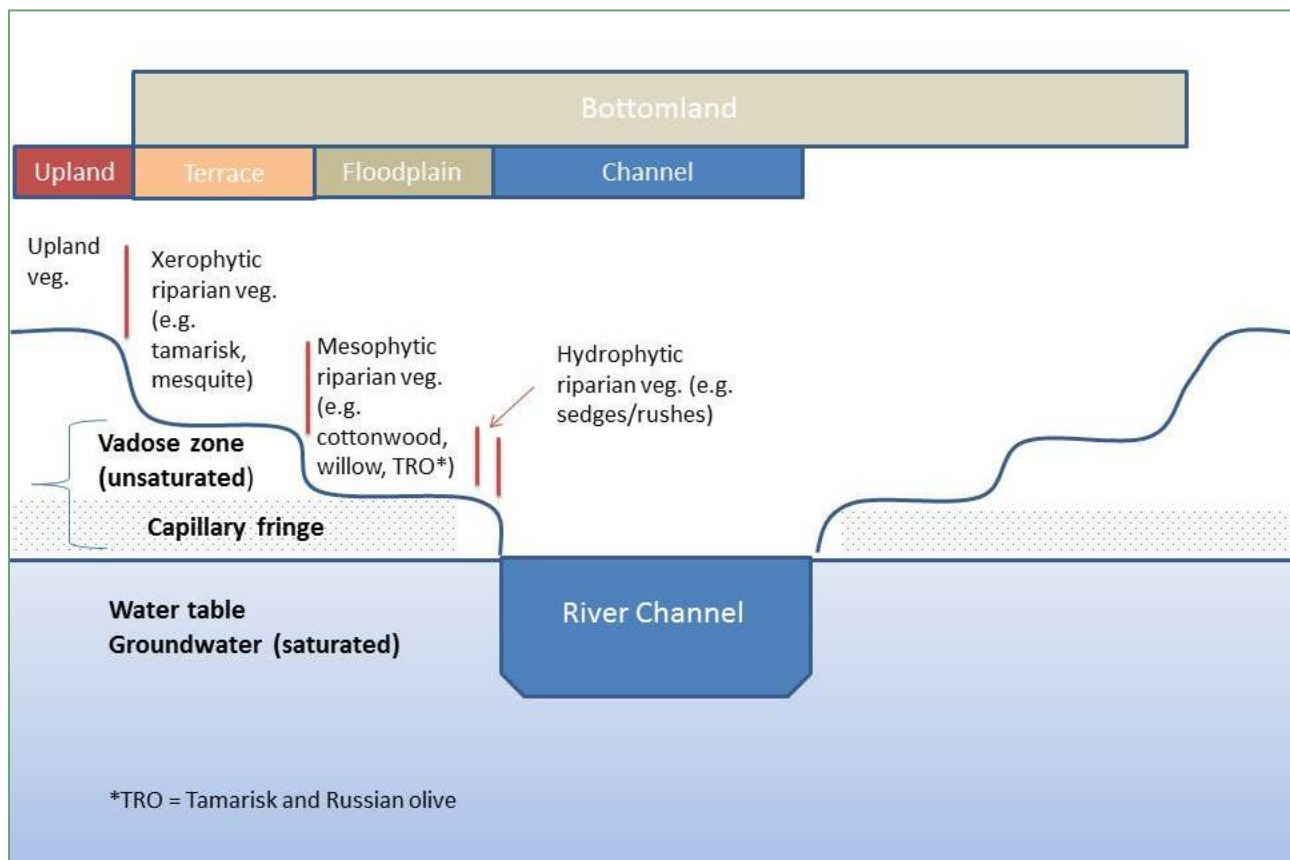 Bottomland
Upland
Terrace
Floodplain
Channel
Upland
veg.
Xerophytic
riparian veg.
(e.g.
tamarisk,
mesquite)
Mesophytic
riparian veg.
(e.g.
cottonwood,
willow, TRO*)
Hydrophytic
riparian veg. (e.g.
sedges/rushes)
Vadose zone
(unsaturated)
Capillary fringe
Water table
Groundwater (saturated)
River Channel
*TRO = Tamarisk and Russian olive